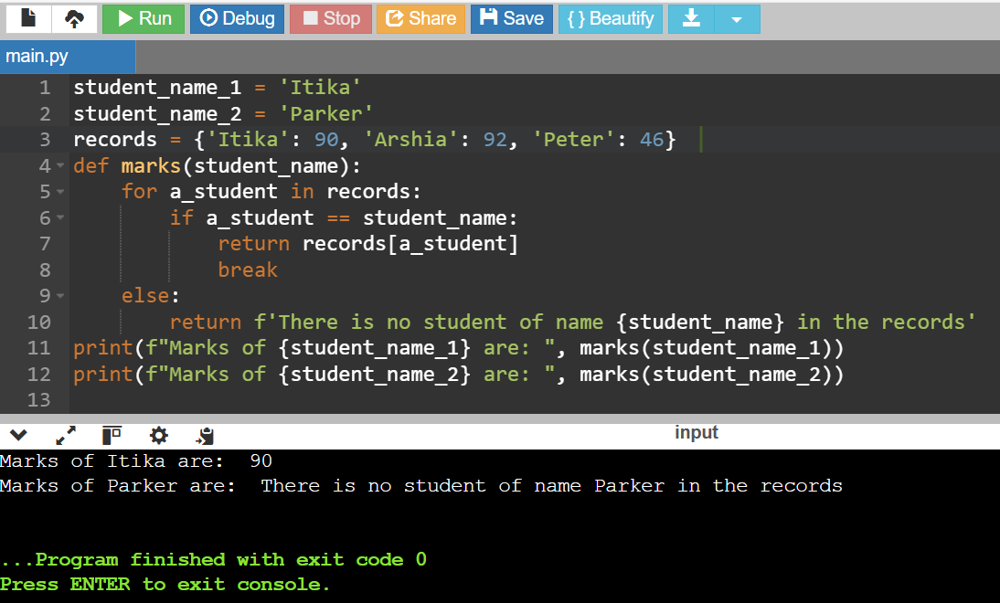 Run Debug Stop Share Save { } Beautify
main.py
1 student_name_1 = 'Itika'
2 student_name_2 = 'Parker'
3 records = {'Itika': 90, 'Arshia': 92, 'Peter': 46}
4 def marks(student_name):
5     for a_student in records:
6         if a_student == student_name:
7             return records[a_student]
8             break
9     else:
10         return f'There is no student of name {student_name} in the records'
11 print(f"Marks of {student_name_1} are: ", marks(student_name_1))
12 print(f"Marks of {student_name_2} are: ", marks(student_name_2))
13
input
Marks of Itika are:  90
Marks of Parker are:  There is no student of name Parker in the records
...Program finished with exit code 0
Press ENTER to exit console.